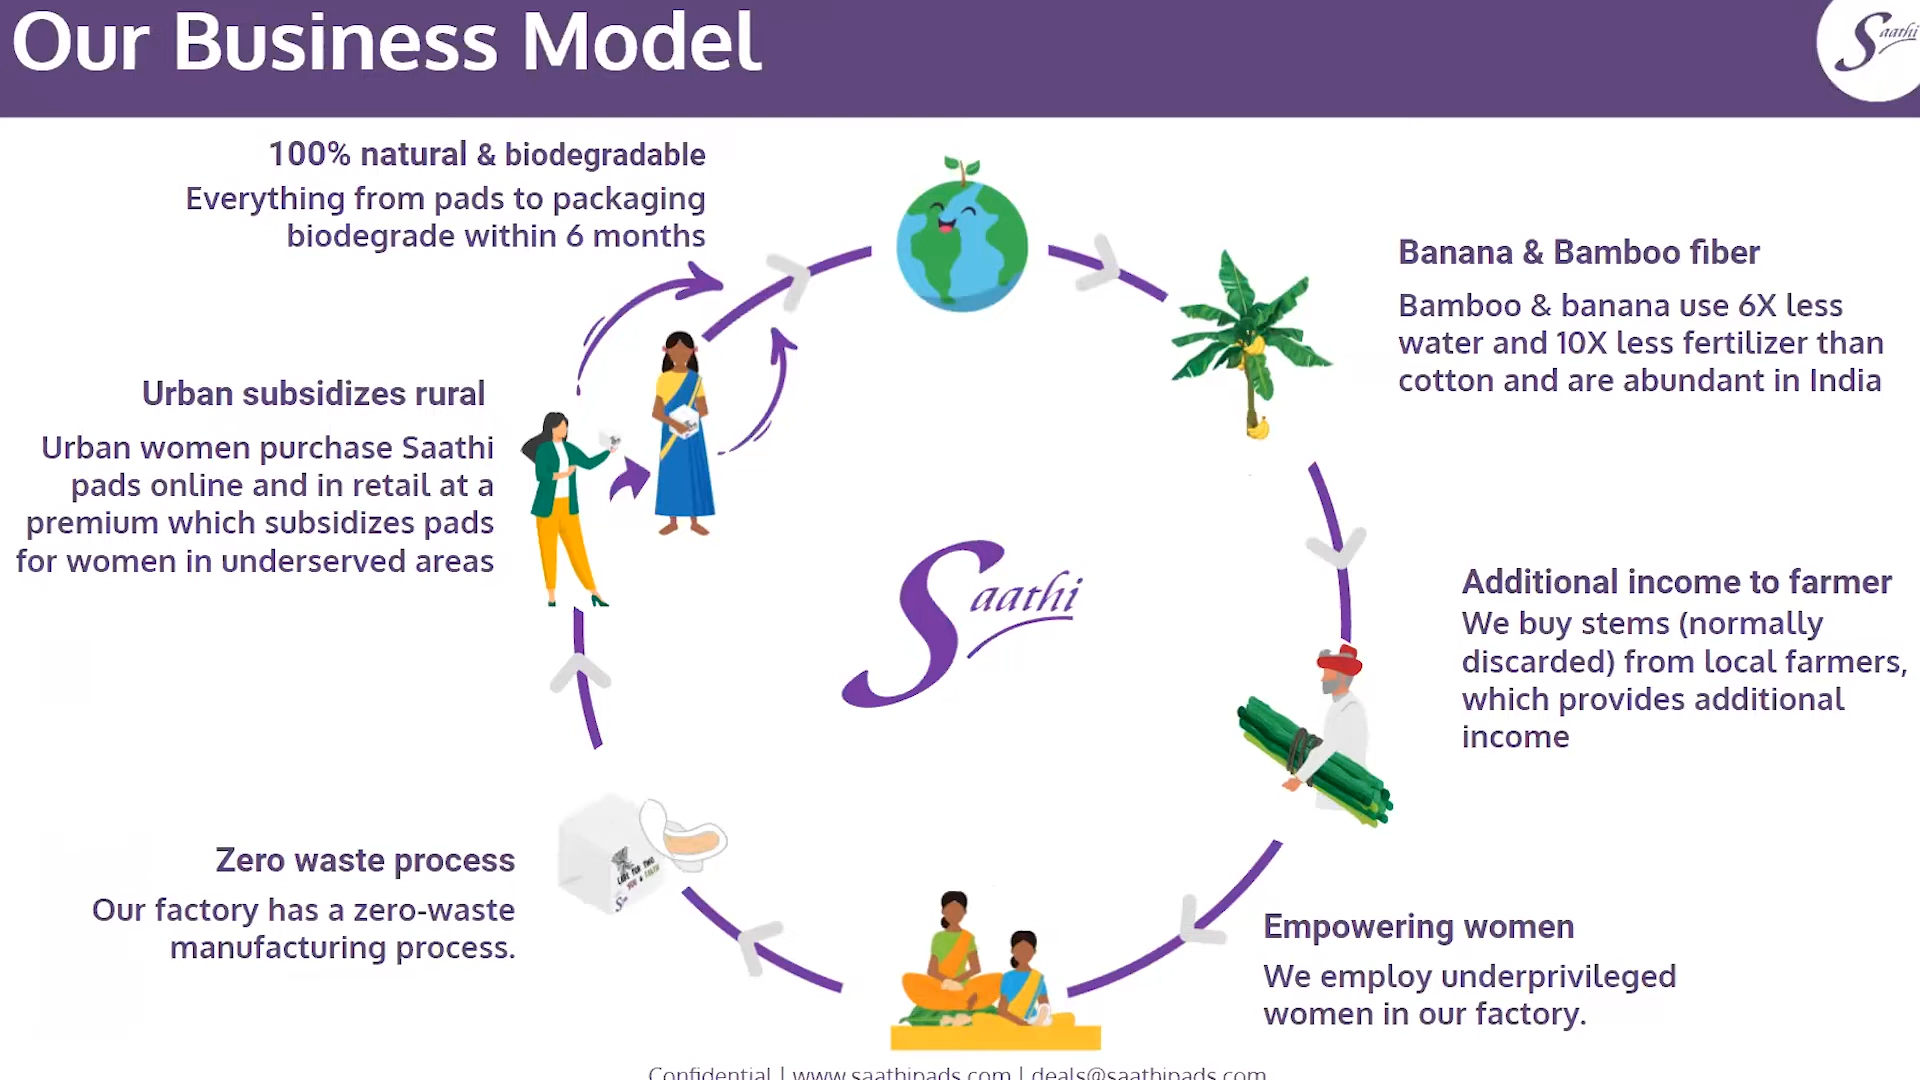 Our Business Model
Saathi
100% natural & biodegradable
Everything from pads to packaging
biodegrade within 6 months
Banana & Bamboo fiber
Bamboo & banana use 6X less
water and 10X less fertilizer than
cotton and are abundant in India
Urban subsidizes rural
Urban women purchase Saathi
pads online and in retail at a
premium which subsidizes pads
for women in underserved areas
Saathi
Additional income to farmer
We buy stems (normally
discarded) from local farmers,
which provides additional
income
Zero waste process
Our factory has a zero-waste
manufacturing process.
Empowering women
We employ underprivileged
women in our factory.
Confidential | www.saathipads.com | deals@saathipads.com